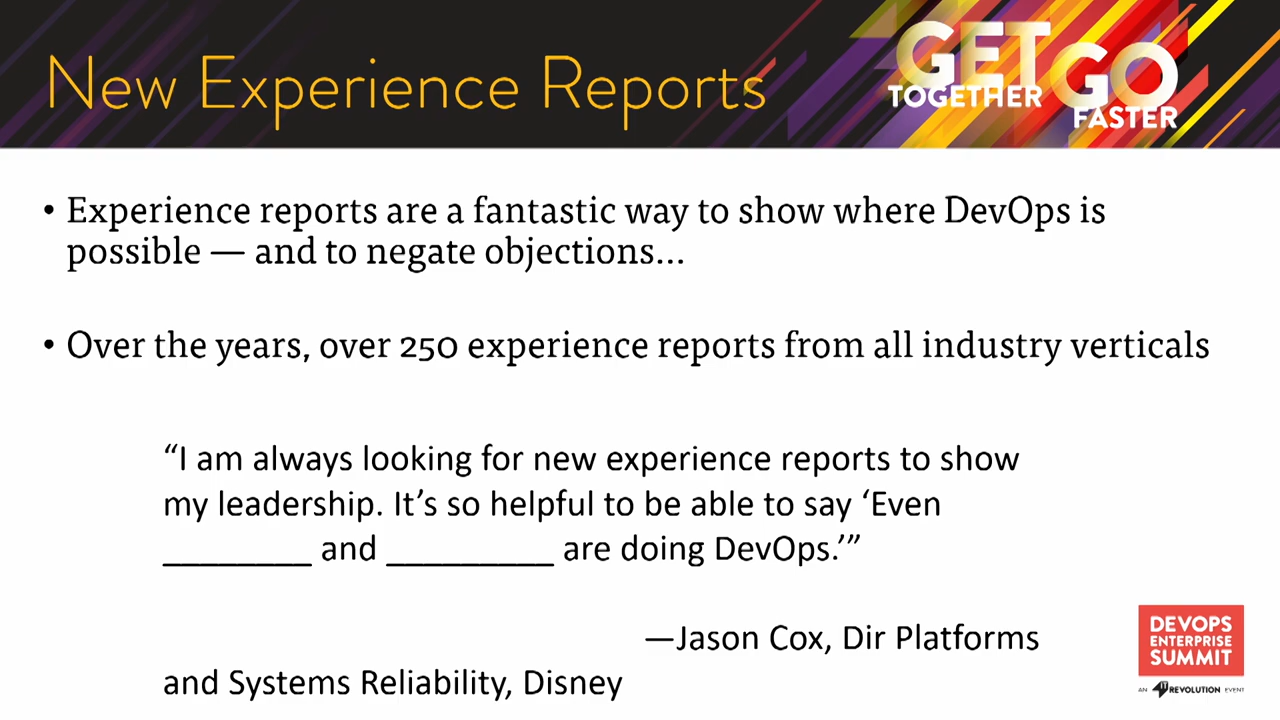 New Experience Reports
GET
TOGETHER
GO
FASTER
• Experience reports are a fantastic way to show where DevOps is
possible — and to negate objections...
• Over the years, over 250 experience reports from all industry verticals
“I am always looking for new experience reports to show
my leadership. It’s so helpful to be able to say ‘Even
________ and _________ are doing DevOps.’”
—Jason Cox, Dir Platforms
and Systems Reliability, Disney
DEVOPS
ENTERPRISE
SUMMIT
AN IT REVOLUTION EVENT